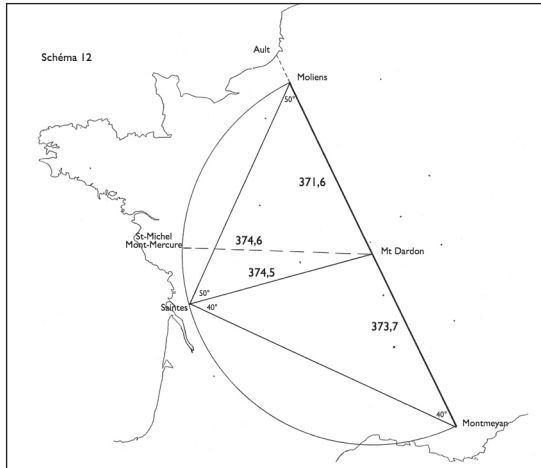 Ault
Schéma 12
Moliens
50°
371,6
St-Michel
Mont-Mercure
374,6
Mt Dardon
374,5
50°
Saintes
40°
373,7
40°
Montmeyan